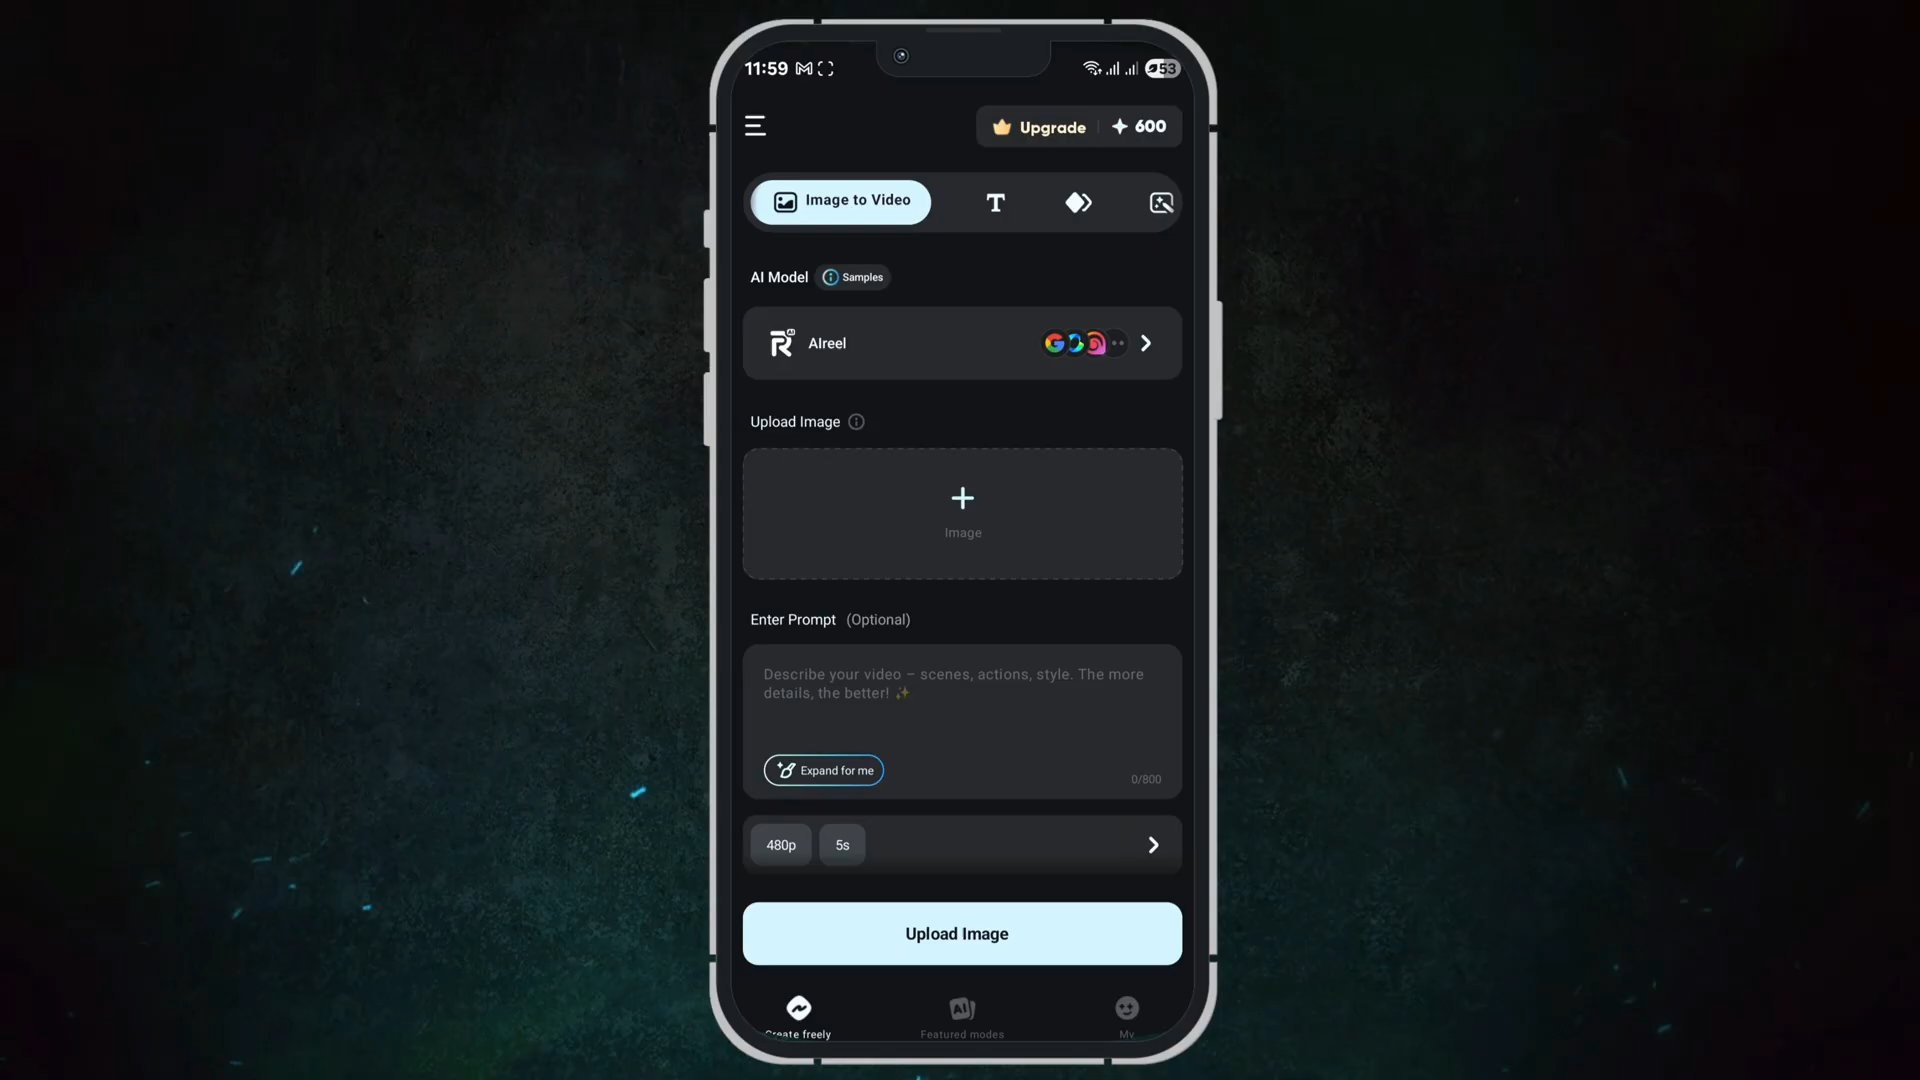 11:59
53
Upgrade
600
Image to Video
T
AI Model
Samples
AIreel
Upload Image
Image
Enter Prompt (Optional)
Describe your video – scenes, actions, style. The more
details, the better! ✨
Expand for me
0/800
480p
5s
Upload Image
Create freely
Featured modes
My